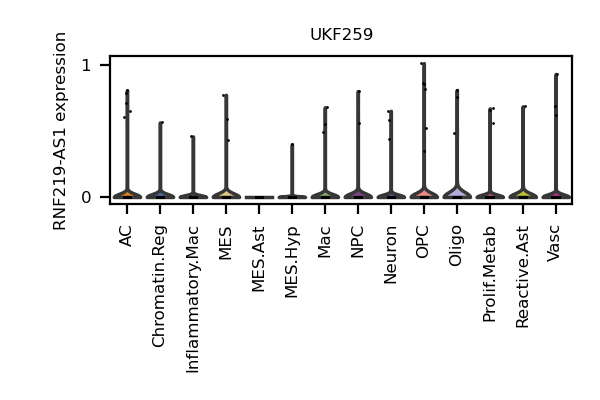 UKF259
RNF219-AS1 expression
1
0
AC
Chromatin.Reg
Inflammatory.Mac
MES
MES.Ast
MES.Hyp
Mac
NPC
Neuron
OPC
Oligo
Prolif.Metab
Reactive.Ast
Vasc